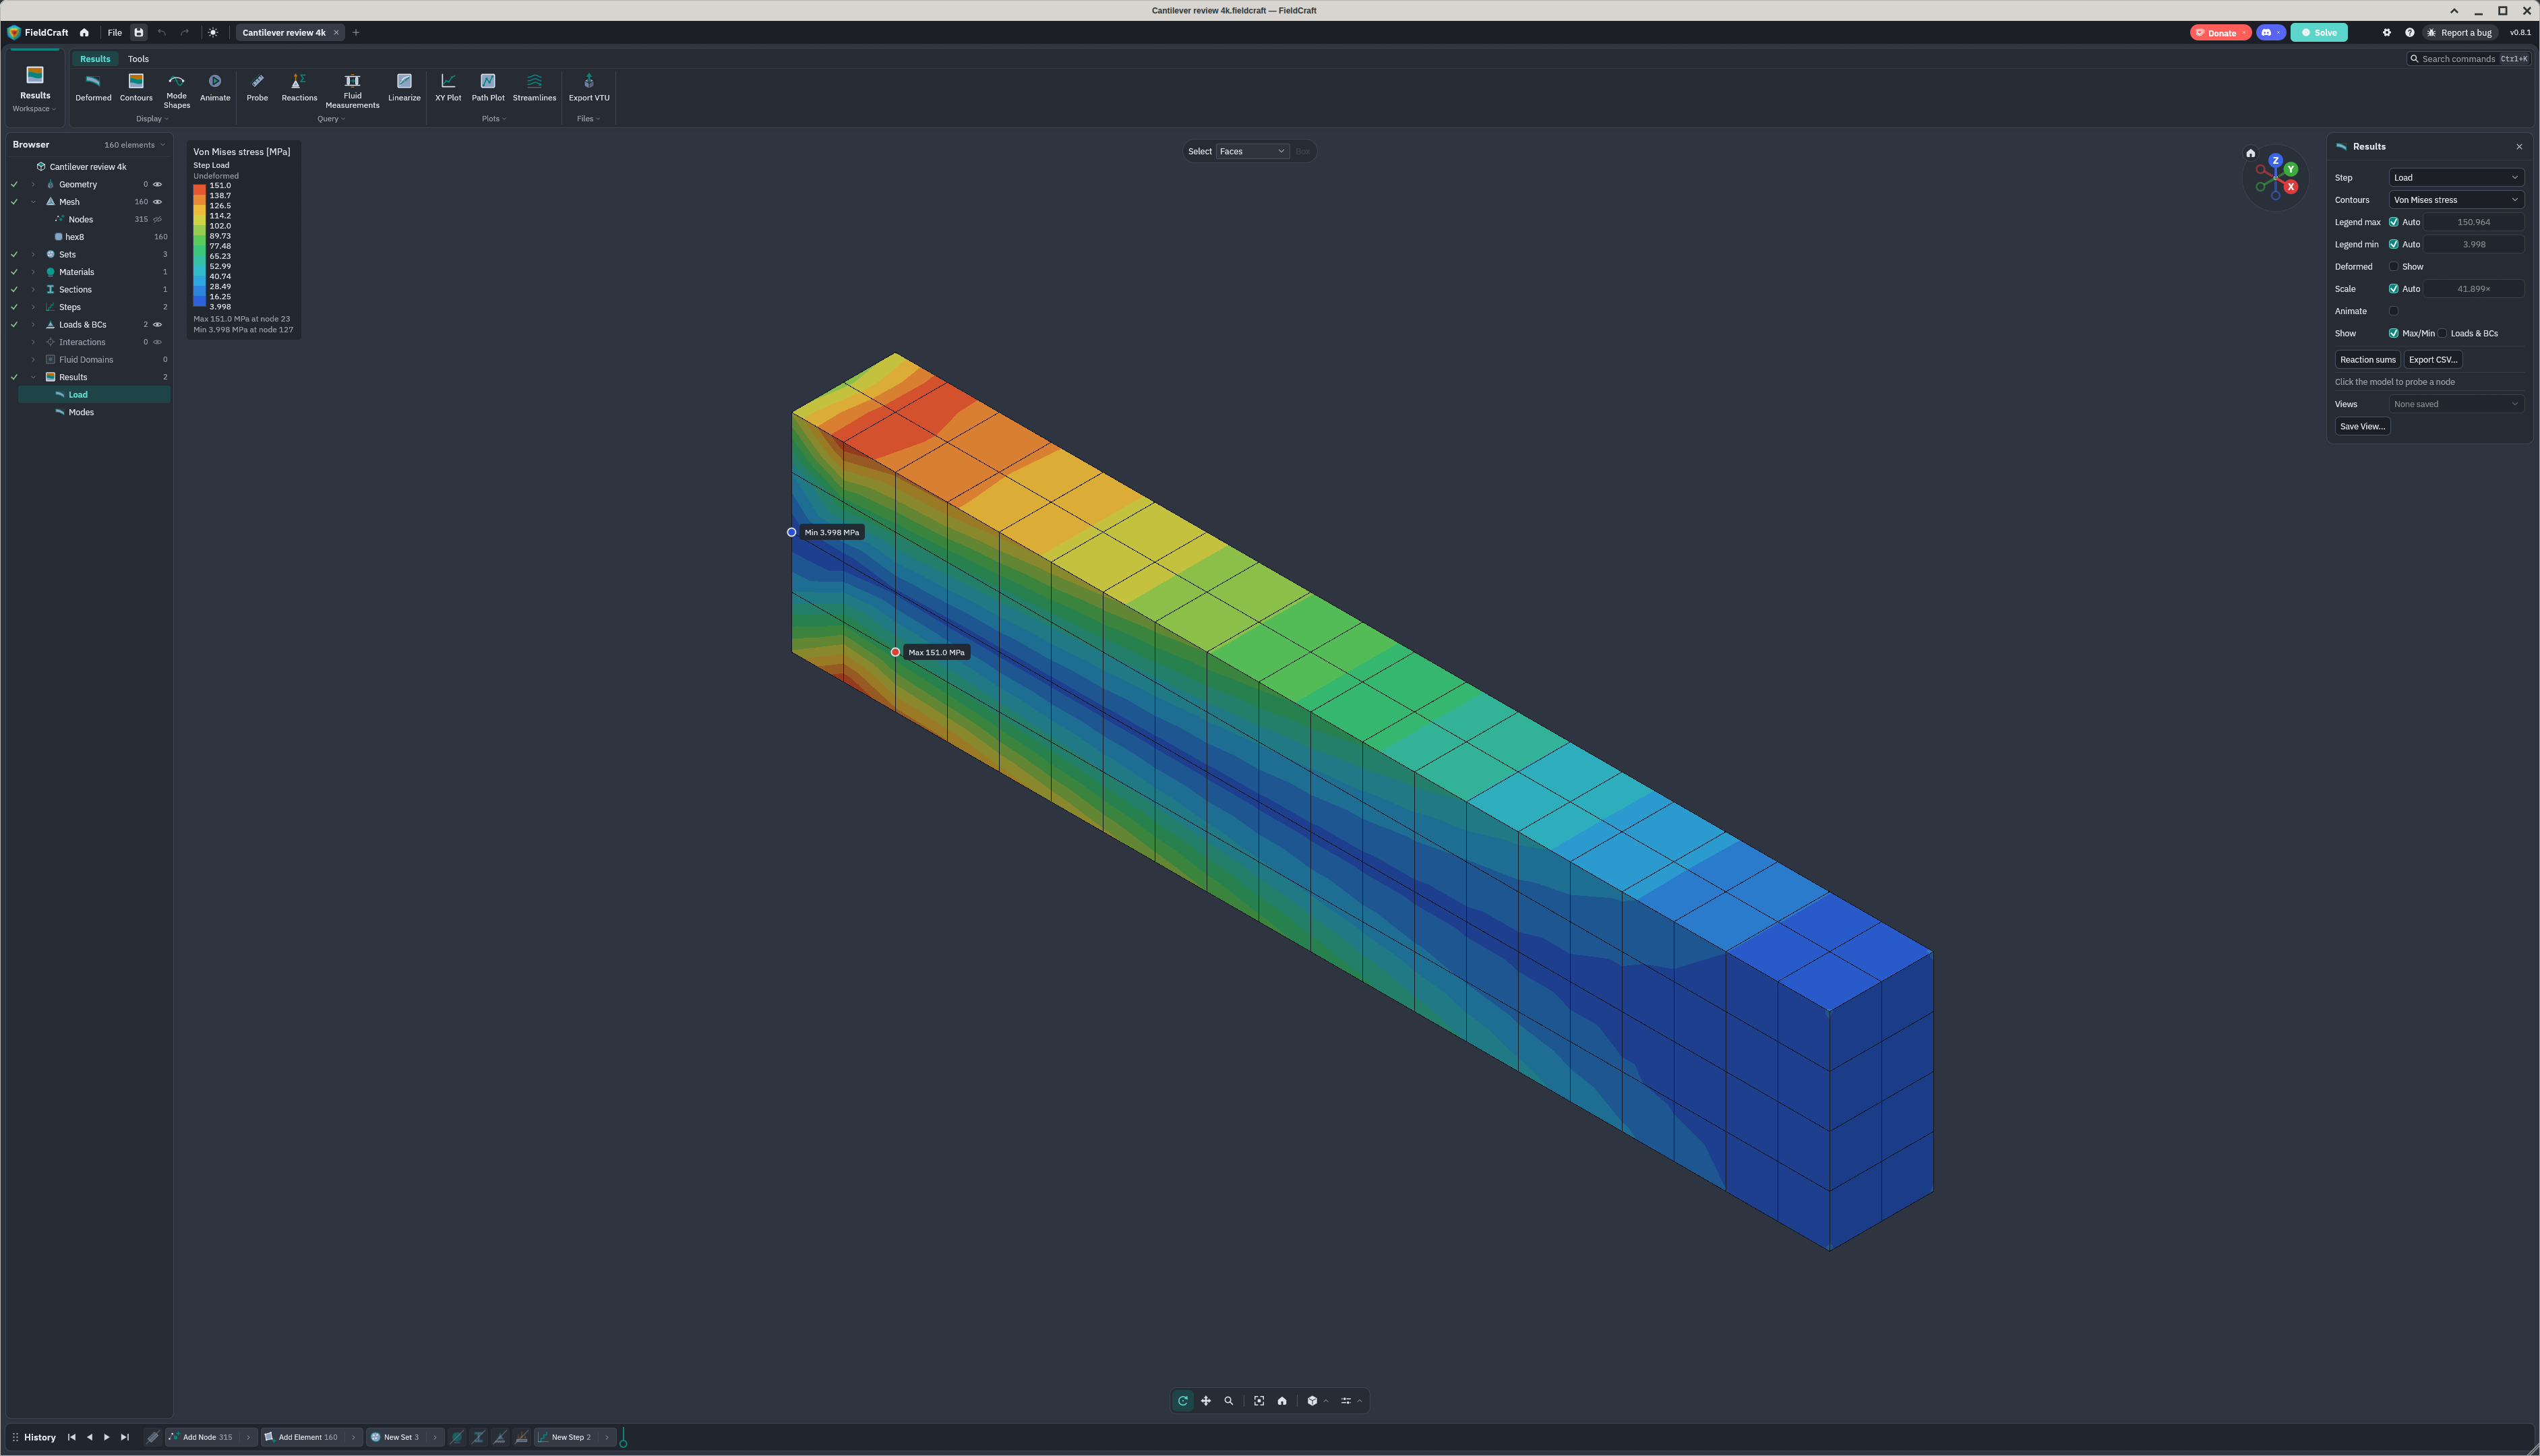 Cantilever review 4k.fieldcraft — FieldCraft
FieldCraft File Cantilever review 4k Donate Solve Report a bug v0.8.1
Results Tools Search commands Ctrl+K
Results Workspace
Deformed Contours Mode Shapes Animate Probe Reactions Fluid Measurements Linearize XY Plot Path Plot Streamlines Export VTU
Display Query Plots Files
Browser 160 elements
Cantilever review 4k
Geometry 0
Mesh 160
Nodes 315
hex8 160
Sets 3
Materials 1
Sections 1
Steps 2
Loads & BCs 2
Interactions 0
Fluid Domains 0
Results 2
Load
Modes
Von Mises stress [MPa]
Step Load
Undeformed
151.0
138.7
126.5
114.2
102.0
89.73
77.48
65.23
52.99
40.74
28.49
16.25
3.998
Max 151.0 MPa at node 23
Min 3.998 MPa at node 127
Select Faces Box
Z
Y
X
Min 3.998 MPa
Max 151.0 MPa
Results
Step Load
Contours Von Mises stress
Legend max Auto 150.964
Legend min Auto 3.998
Deformed Show
Scale Auto 41.899×
Animate
Show Max/Min Loads & BCs
Reaction sums Export CSV...
Click the model to probe a node
Views None saved
Save View...
History Add Node 315 Add Element 160 New Set 3 New Step 2